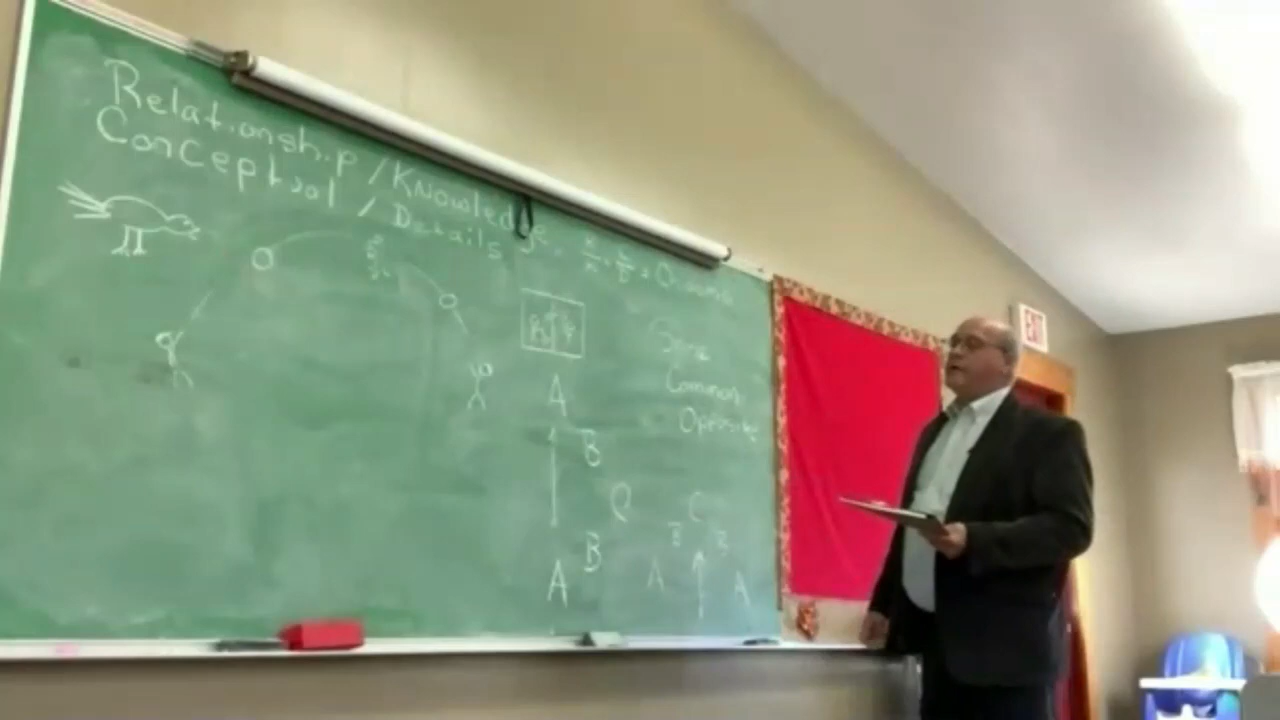 Relationship / Knowledge
Conceptual / Details
EXIT
Same
Common
Opposite
A
B
B
A
C
B B
A A